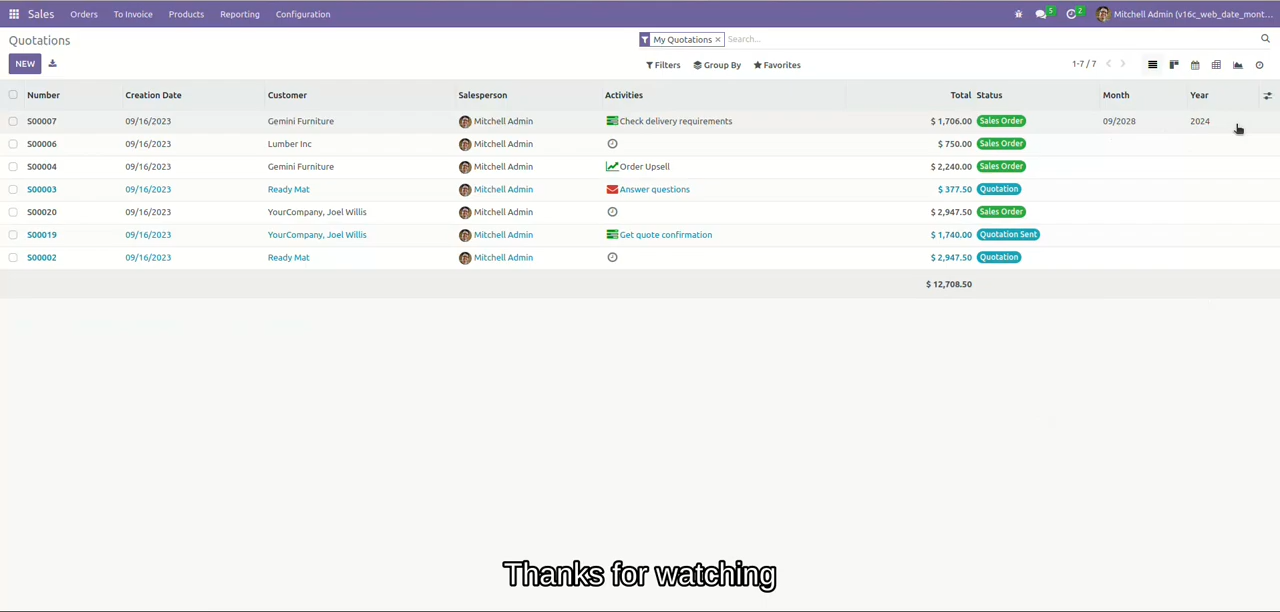 Sales Orders To Invoice Products Reporting Configuration 5 2 Mitchell Admin (v16c_web_date_mont...
Quotations My Quotations × Search...
NEW Filters Group By Favorites 1-7 / 7
Number Creation Date Customer Salesperson Activities Total Status Month Year
S00007 09/16/2023 Gemini Furniture Mitchell Admin Check delivery requirements $ 1,706.00 Sales Order 09/2028 2024
S00006 09/16/2023 Lumber Inc Mitchell Admin $ 750.00 Sales Order
S00004 09/16/2023 Gemini Furniture Mitchell Admin Order Upsell $ 2,240.00 Sales Order
S00003 09/16/2023 Ready Mat Mitchell Admin Answer questions $ 377.50 Quotation
S00020 09/16/2023 YourCompany, Joel Willis Mitchell Admin $ 2,947.50 Sales Order
S00019 09/16/2023 YourCompany, Joel Willis Mitchell Admin Get quote confirmation $ 1,740.00 Quotation Sent
S00002 09/16/2023 Ready Mat Mitchell Admin $ 2,947.50 Quotation
$ 12,708.50
Thanks for watching